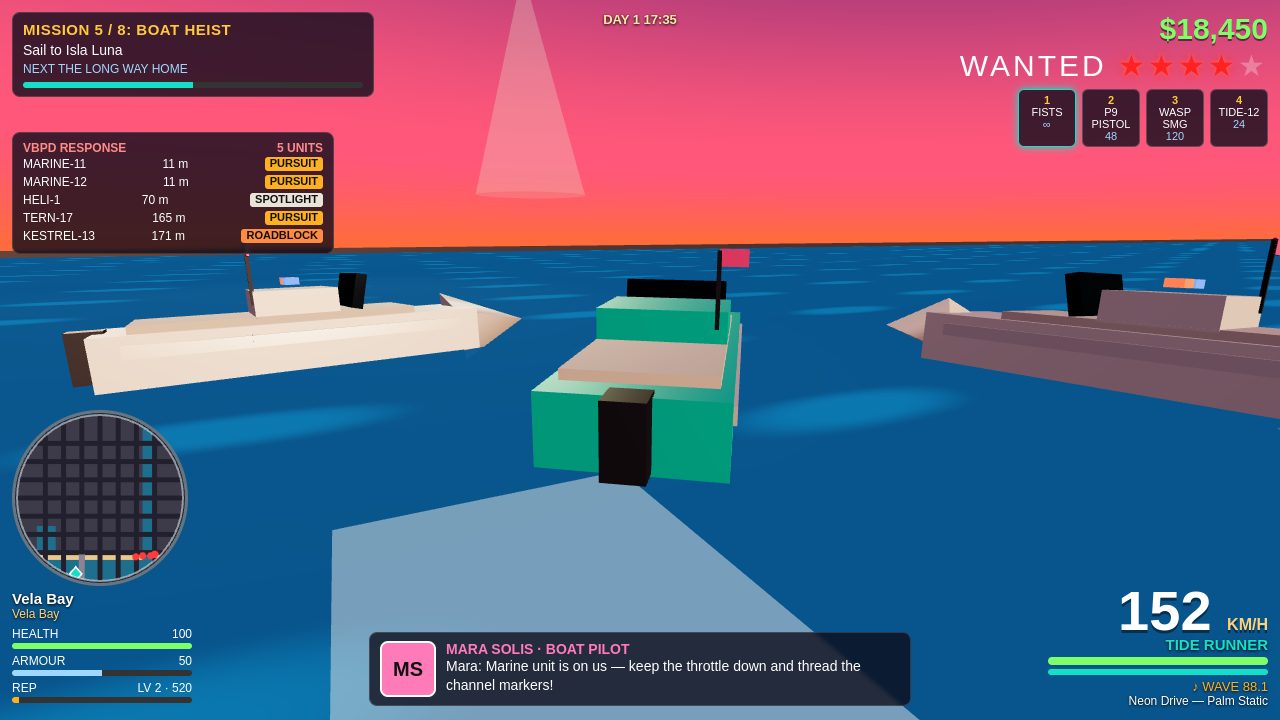 MISSION 5 / 8: BOAT HEIST
Sail to Isla Luna
NEXT THE LONG WAY HOME
DAY 1 17:35
$18,450
WANTED
1
FISTS
∞
2
P9
PISTOL
48
3
WASP
SMG
120
4
TIDE-12
24
VBPD RESPONSE 5 UNITS
MARINE-11 11 m PURSUIT
MARINE-12 11 m PURSUIT
HELI-1 70 m SPOTLIGHT
TERN-17 165 m PURSUIT
KESTREL-13 171 m ROADBLOCK
Vela Bay
Vela Bay
HEALTH 100
ARMOUR 50
REP LV 2 · 520
MS
MARA SOLIS · BOAT PILOT
Mara: Marine unit is on us — keep the throttle down and thread the
channel markers!
152 KM/H
TIDE RUNNER
♪ WAVE 88.1
Neon Drive — Palm Static